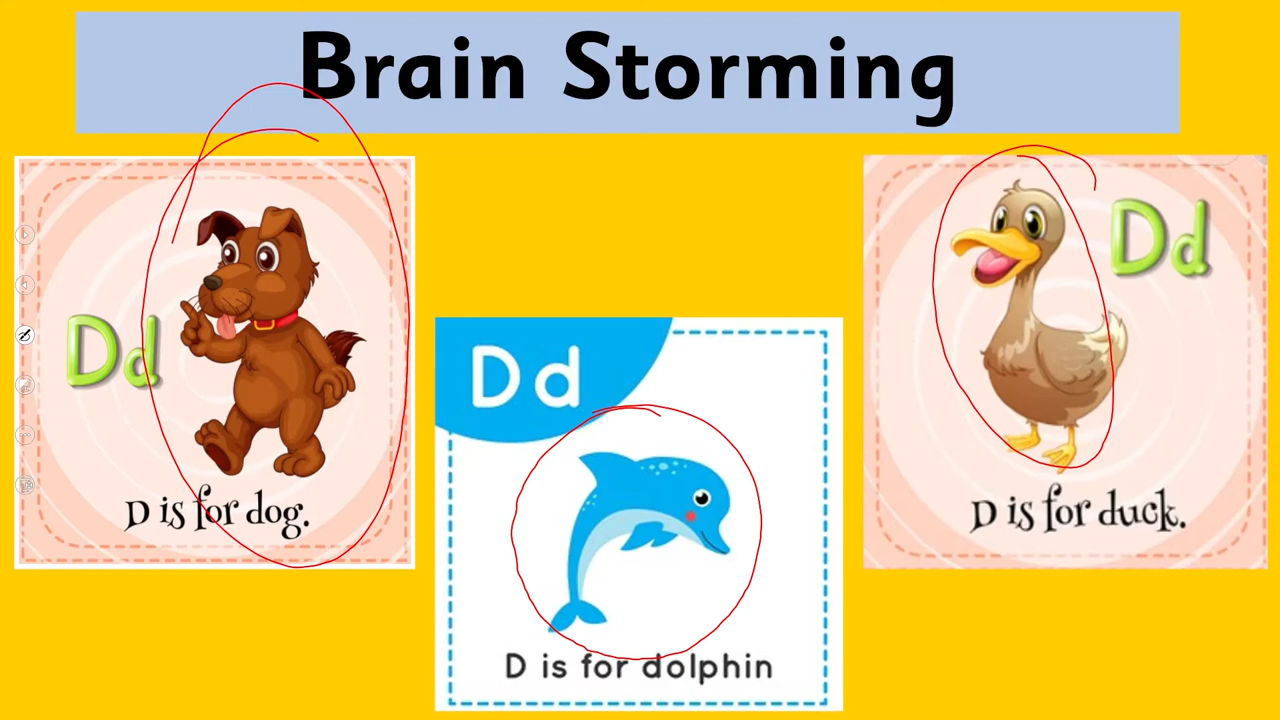 Brain Storming
Dd
D is for dog.
Dd
D is for dolphin
Dd
D is for duck.